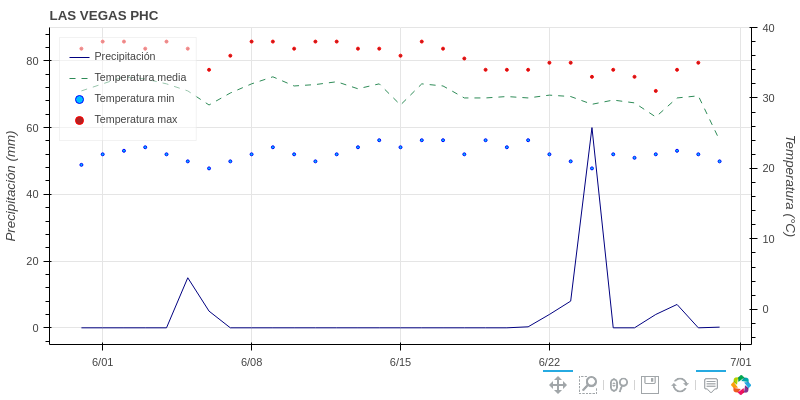 LAS VEGAS PHC
Precipitación
Temperatura media
Temperatura min
Temperatura max
Precipitación (mm)
80
60
40
20
0
Temperatura (°C)
40
30
20
10
0
6/01
6/08
6/15
6/22
7/01